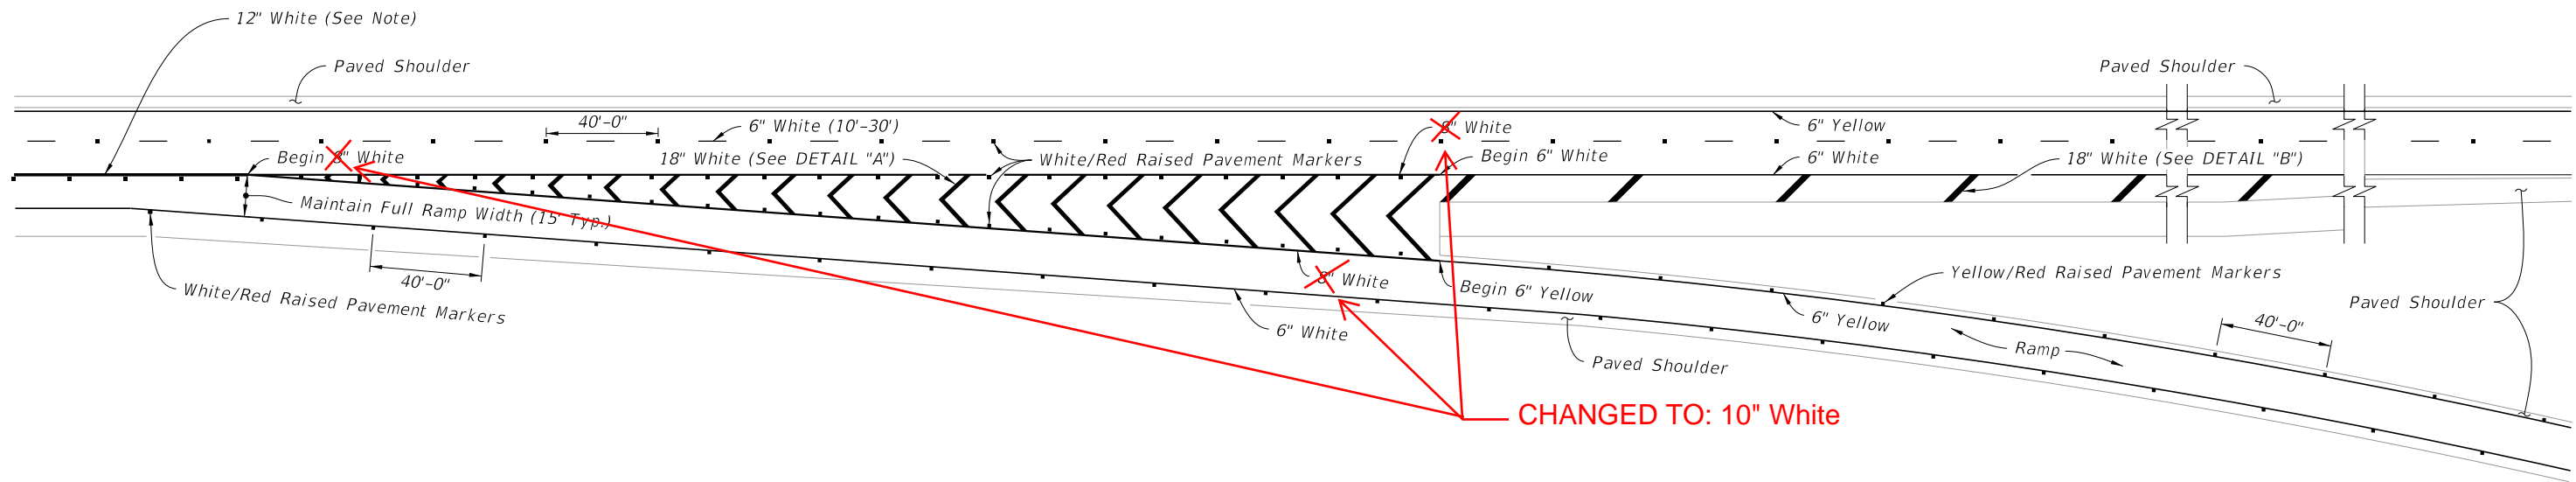 12" White (See Note)
Paved Shoulder
Paved Shoulder
40'-0"
6" White (10'-30')
6" Yellow
8" White
Begin 8" White
18" White (See DETAIL "A")
White/Red Raised Pavement Markers
Begin 6" White
6" White
18" White (See DETAIL "B")
Maintain Full Ramp Width (15' Typ.)
40'-0"
White/Red Raised Pavement Markers
8" White
Begin 6" Yellow
6" White
Yellow/Red Raised Pavement Markers
Paved Shoulder
6" Yellow
40'-0"
Ramp
Paved Shoulder
CHANGED TO: 10" White